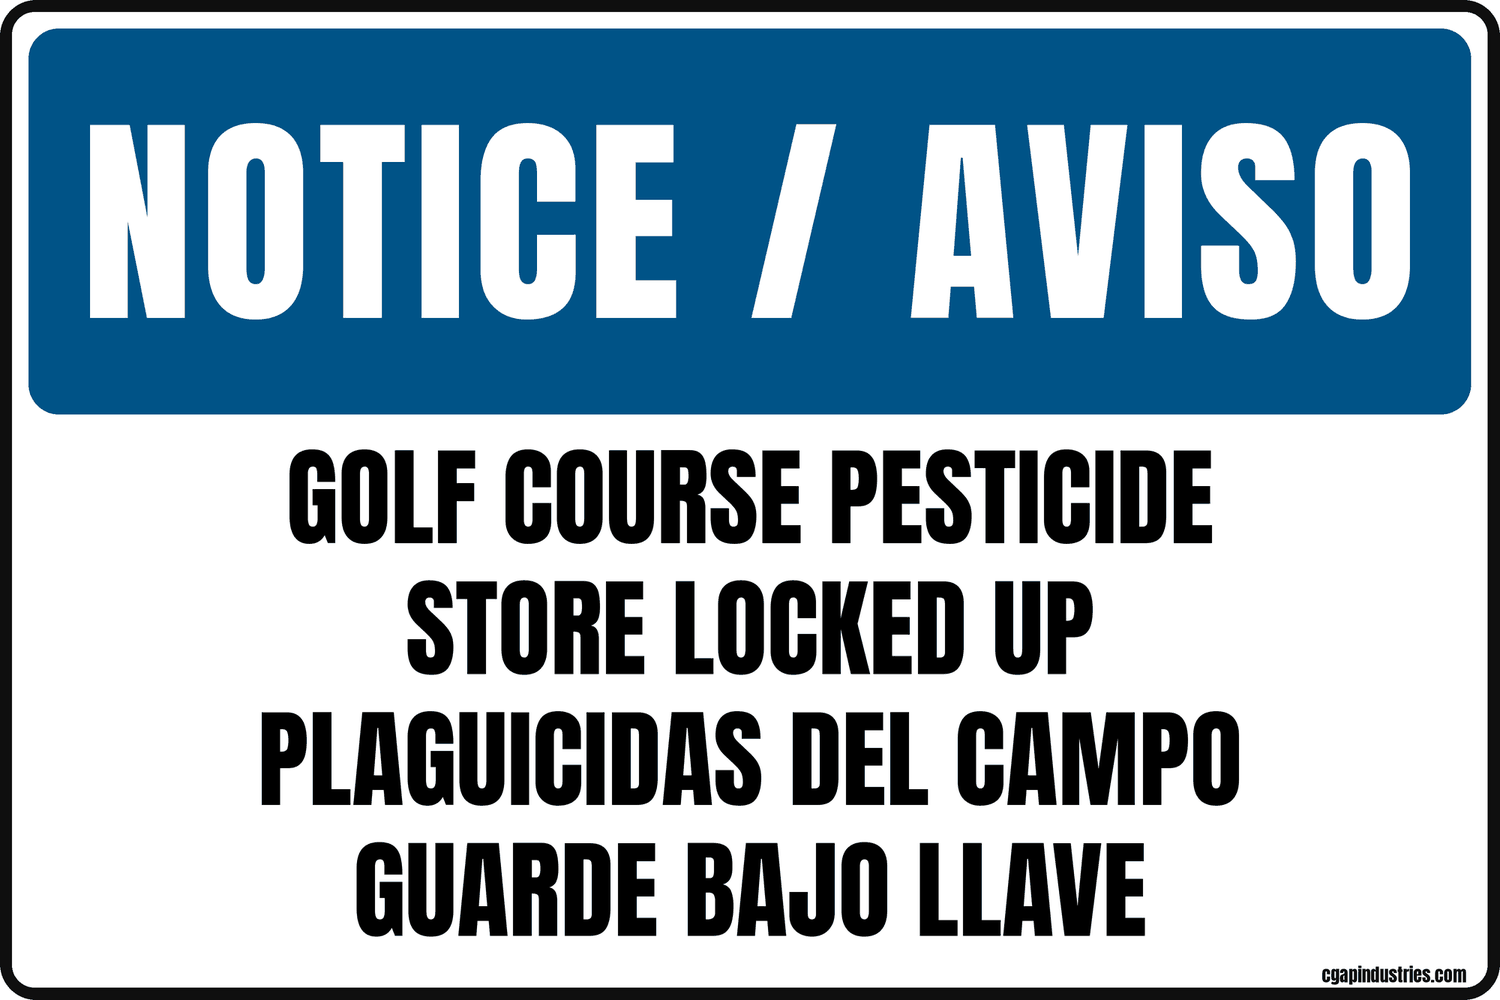 NOTICE / AVISO
GOLF COURSE PESTICIDE
STORE LOCKED UP
PLAGUICIDAS DEL CAMPO
GUARDE BAJO LLAVE
cgapindustries.com